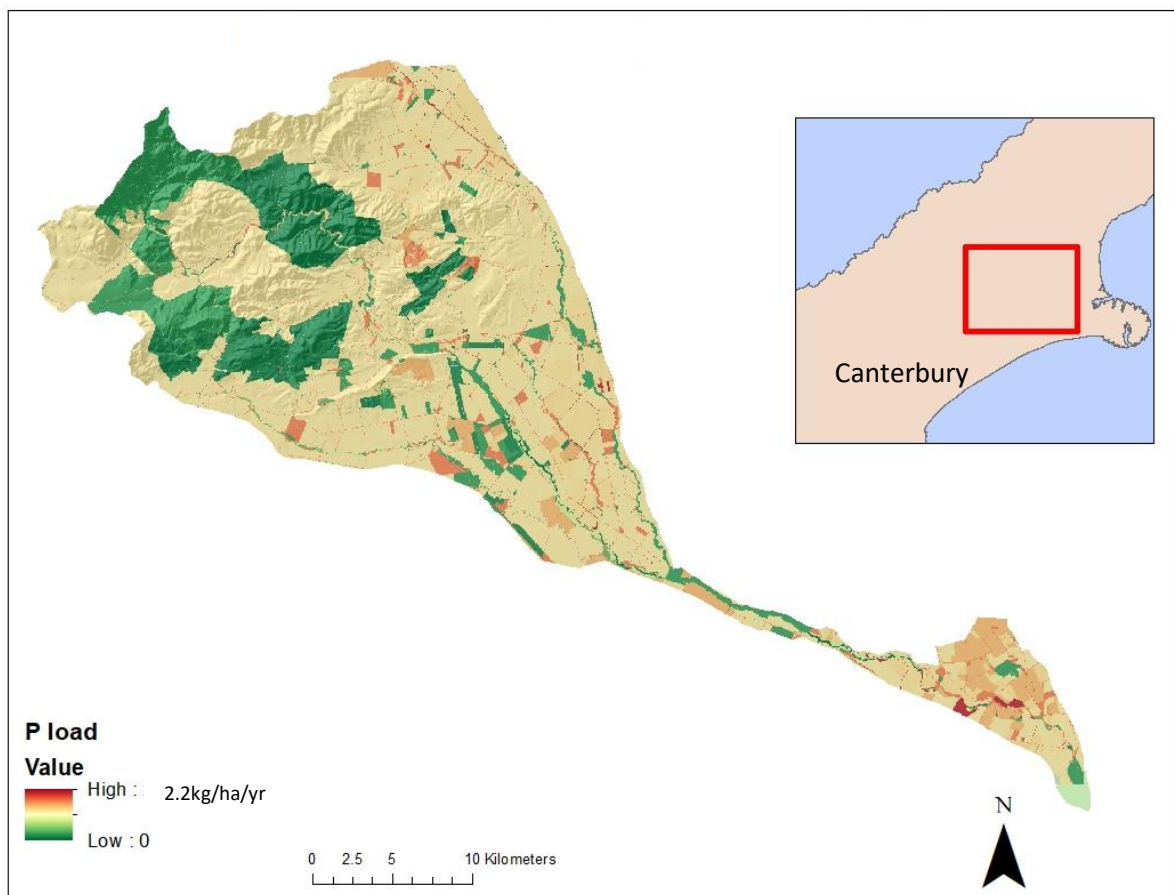 Canterbury
P load
Value
High : 2.2kg/ha/yr
Low : 0
0 2.5 5 10 Kilometers
N